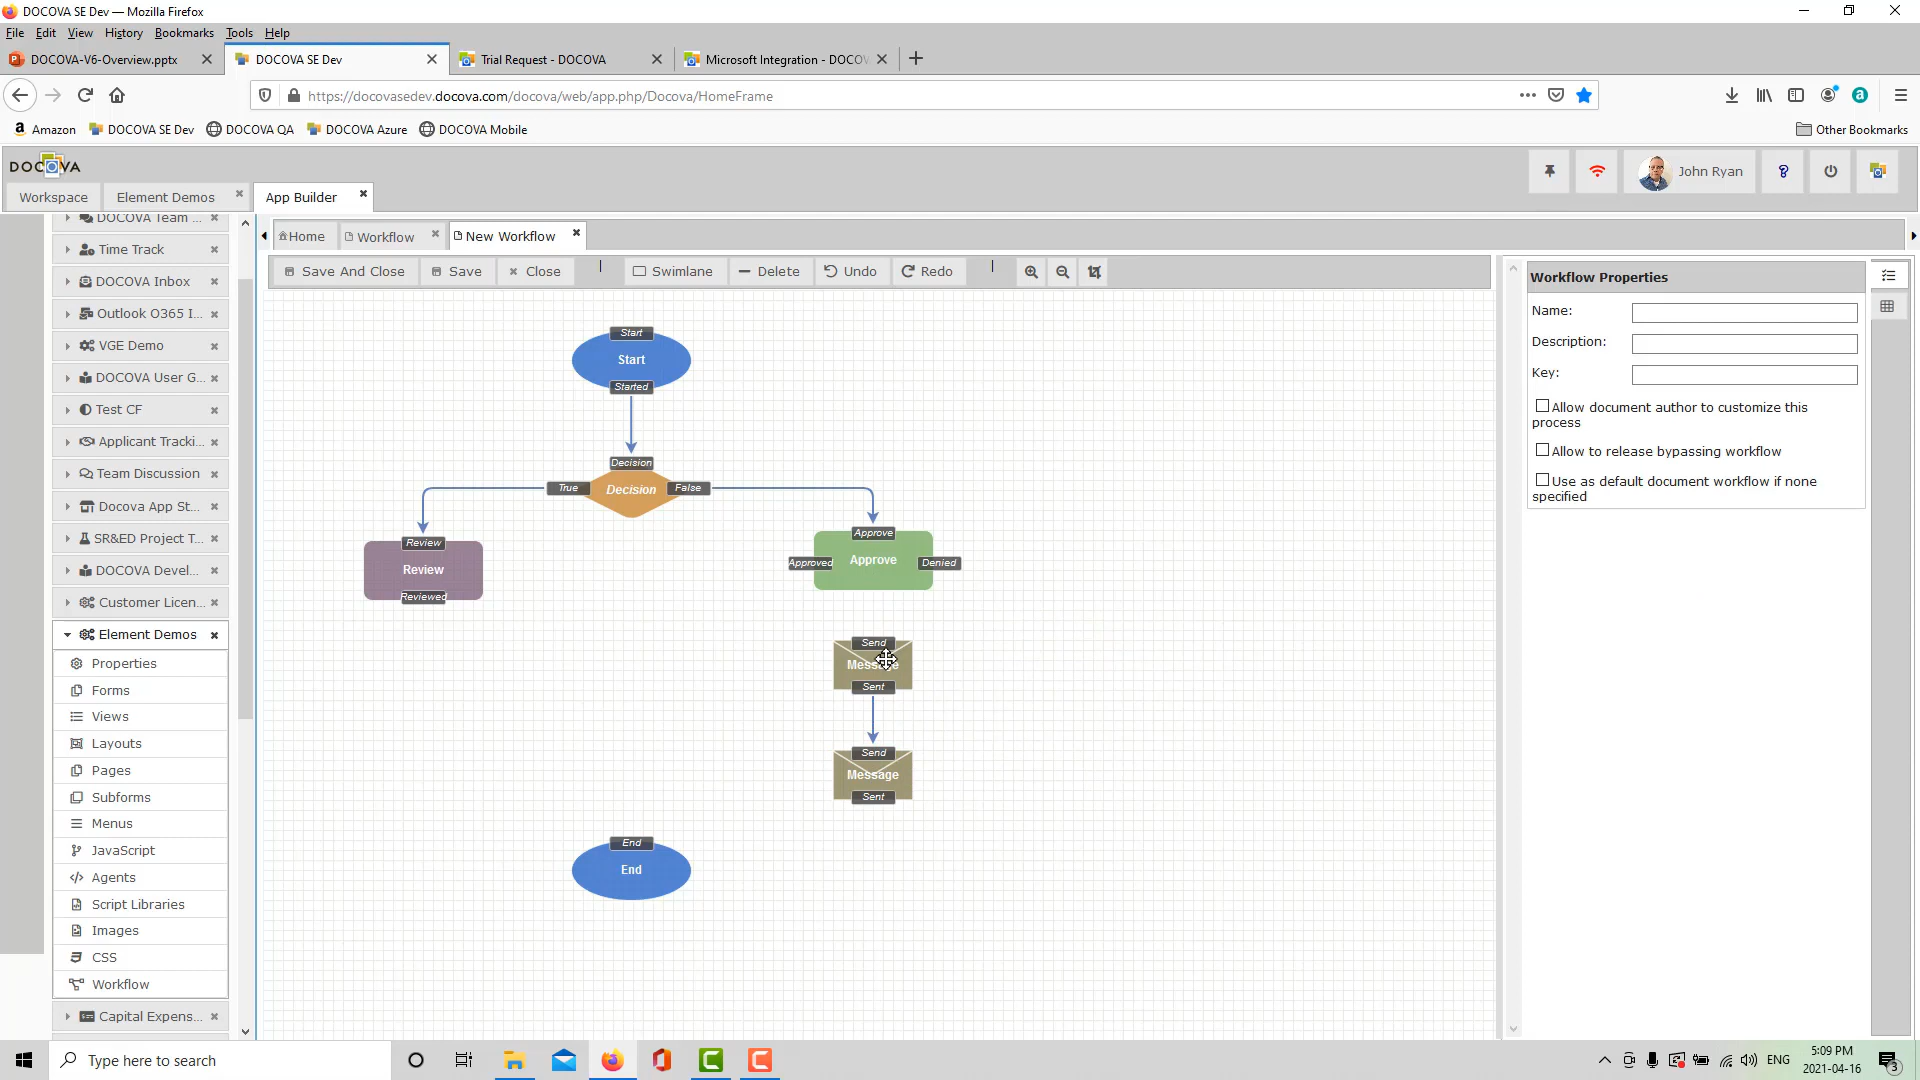 DOCOVA SE Dev — Mozilla Firefox
File Edit View History Bookmarks Tools Help
DOCOVA-V6-Overview.pptx
DOCOVA SE Dev
Trial Request - DOCOVA
Microsoft Integration - DOCOV
https://docovasedev.docova.com/docova/web/app.php/Docova/HomeFrame
Amazon
DOCOVA SE Dev
DOCOVA QA
DOCOVA Azure
DOCOVA Mobile
Other Bookmarks
DOCOVA
John Ryan
Workspace
Element Demos
App Builder
DOCOVA Team ...
Time Track
DOCOVA Inbox
Outlook O365 I...
VGE Demo
DOCOVA User G...
Test CF
Applicant Tracki...
Team Discussion
Docova App St...
SR&ED Project T...
DOCOVA Devel...
Customer Licen...
Element Demos
Properties
Forms
Views
Layouts
Pages
Subforms
Menus
JavaScript
Agents
Script Libraries
Images
CSS
Workflow
Capital Expens...
Home
Workflow
New Workflow
Save And Close
Save
Close
Swimlane
Delete
Undo
Redo
Start
Start
Started
Decision
True
Decision
False
Review
Review
Reviewed
Approve
Approved
Approve
Denied
Send
Message
Sent
Send
Message
Sent
End
End
Workflow Properties
Name:
Description:
Key:
Allow document author to customize this
process
Allow to release bypassing workflow
Use as default document workflow if none
specified
Type here to search
ENG
5:09 PM
2021-04-16
3